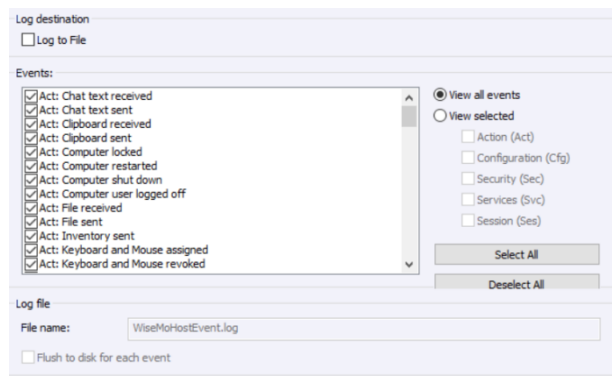 Log destination
Log to File
Events:
Act: Chat text received
Act: Chat text sent
Act: Clipboard received
Act: Clipboard sent
Act: Computer locked
Act: Computer restarted
Act: Computer shut down
Act: Computer user logged off
Act: File received
Act: File sent
Act: Inventory sent
Act: Keyboard and Mouse assigned
Act: Keyboard and Mouse revoked
View all events
View selected
Action (Act)
Configuration (Cfg)
Security (Sec)
Services (Svc)
Session (Ses)
Select All
Deselect All
Log file
File name: WiseMoHostEvent.log
Flush to disk for each event